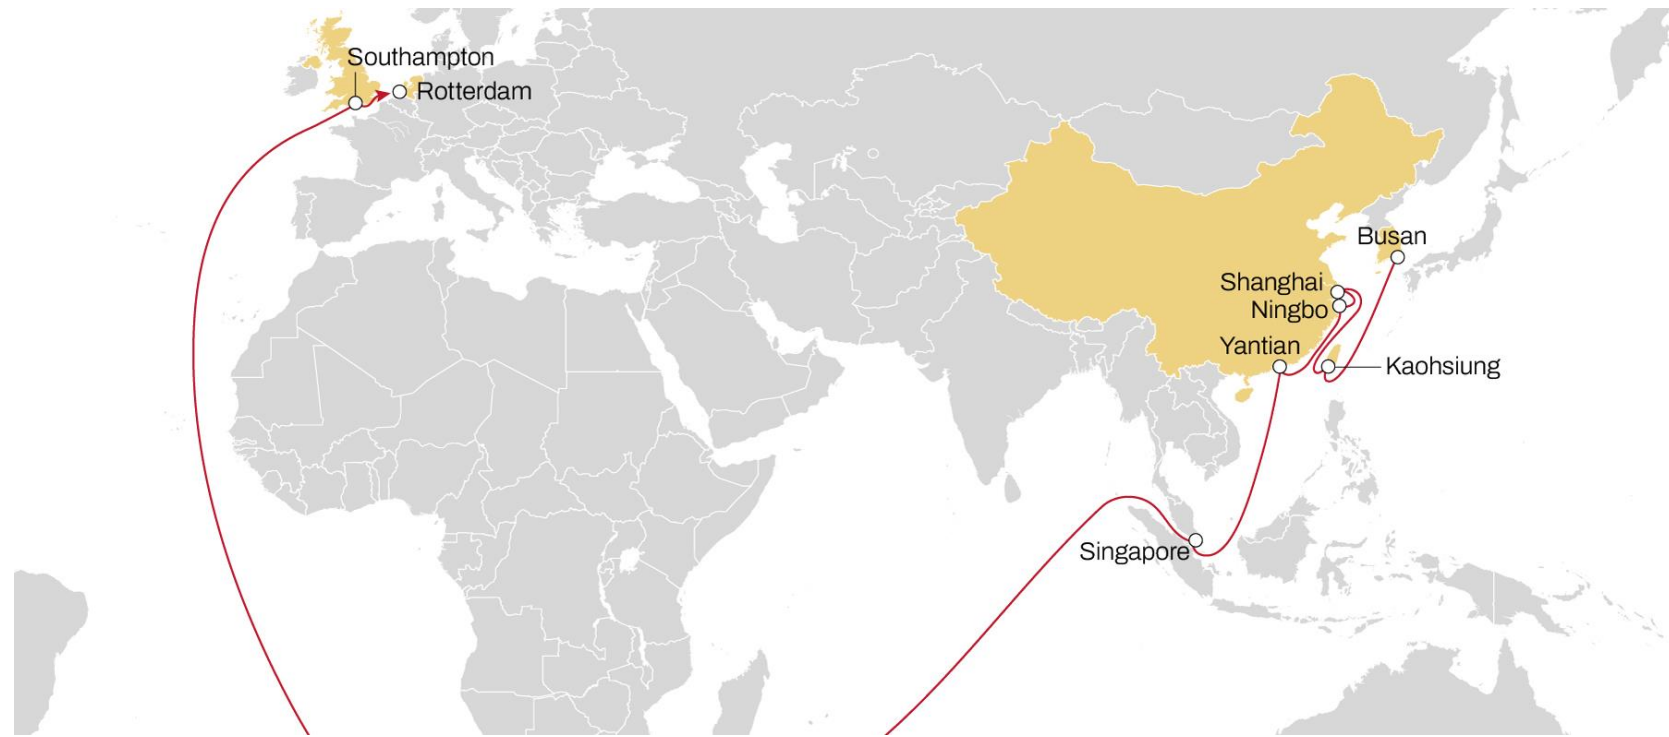 Southampton
Rotterdam
Busan
Shanghai
Ningbo
Yantian
Kaohsiung
Singapore